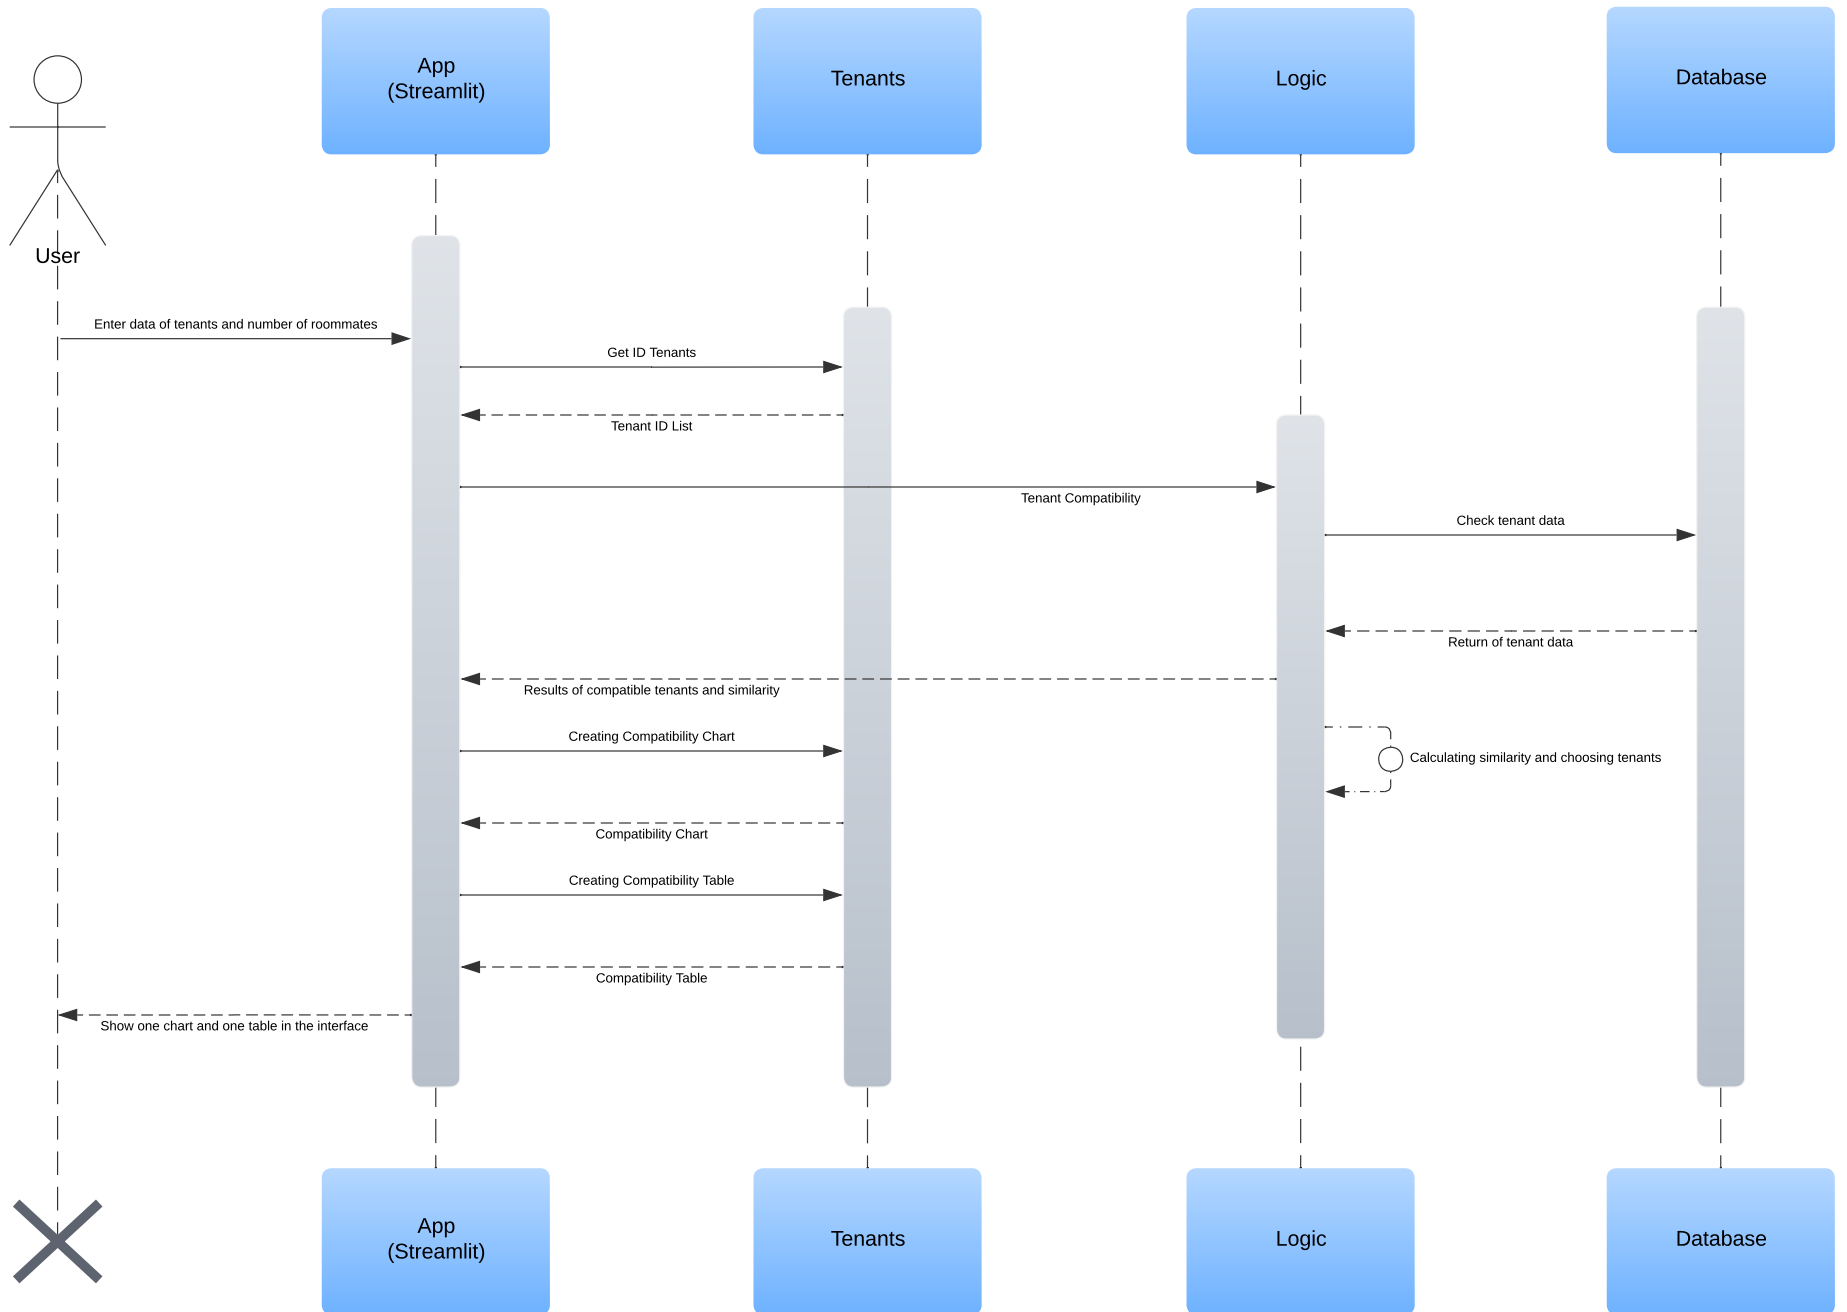 App
(Streamlit)
Tenants
Logic
Database
User
Enter data of tenants and number of roommates
Get ID Tenants
Tenant ID List
Tenant Compatibility
Check tenant data
Return of tenant data
Results of compatible tenants and similarity
Creating Compatibility Chart
Calculating similarity and choosing tenants
Compatibility Chart
Creating Compatibility Table
Compatibility Table
Show one chart and one table in the interface
App
(Streamlit)
Tenants
Logic
Database